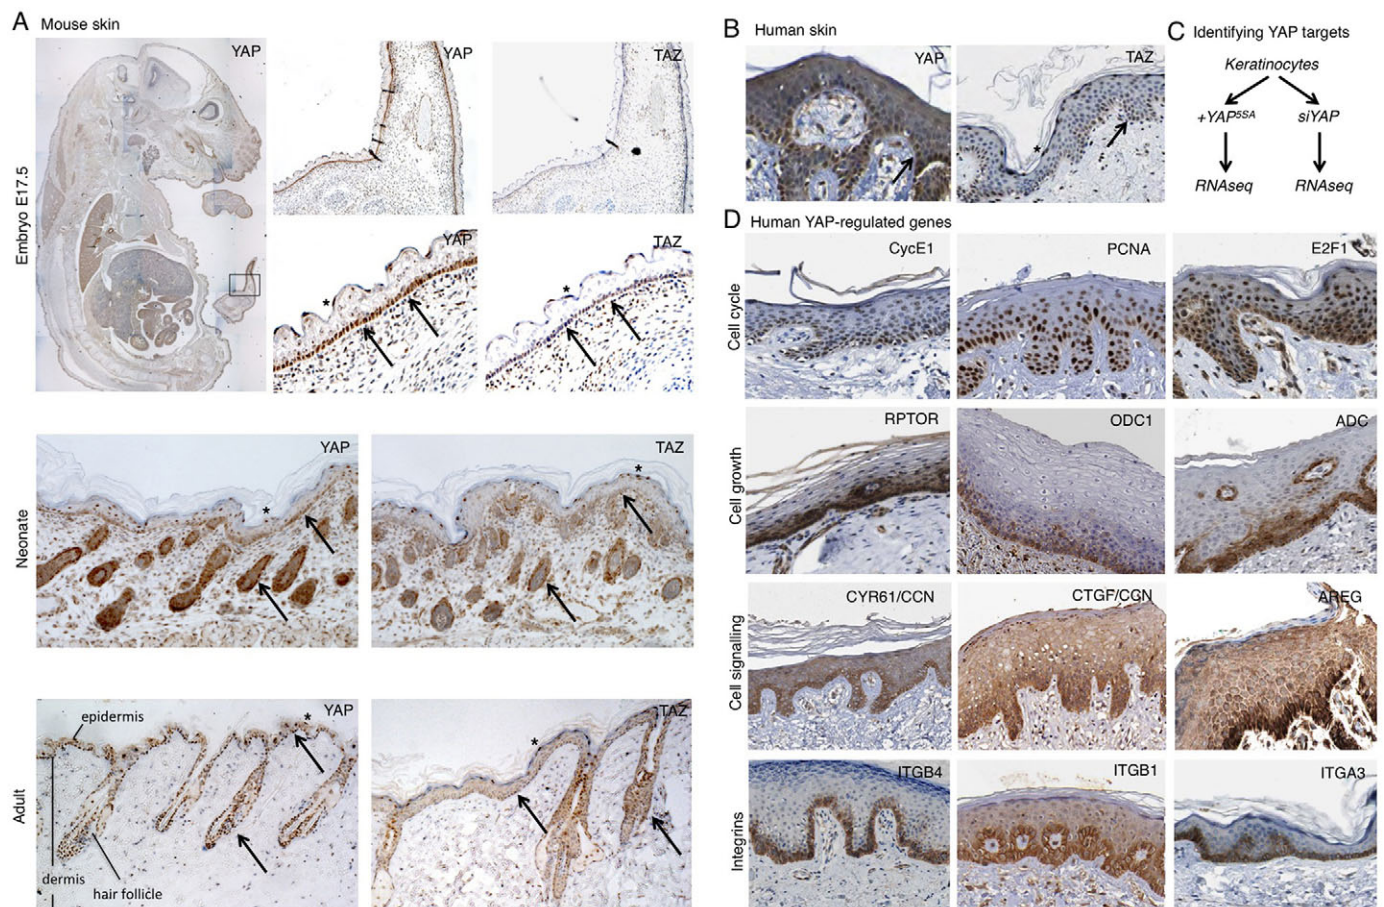 A Mouse skin
Embryo E17.5
YAP
YAP
TAZ
YAP
*
TAZ
*
Neonate
YAP
*
TAZ
*
Adult
YAP
*
epidermis
dermis
hair follicle
TAZ
*
B Human skin
YAP
TAZ
*
C Identifying YAP targets
Keratinocytes
+YAP5SA siYAP
RNAseq RNAseq
D Human YAP-regulated genes
Cell cycle
CycE1
PCNA
E2F1
Cell growth
RPTOR
ODC1
ADC
Cell signalling
CYR61/CCN
CTGF/CGN
AREG
Integrins
ITGB4
ITGB1
ITGA3